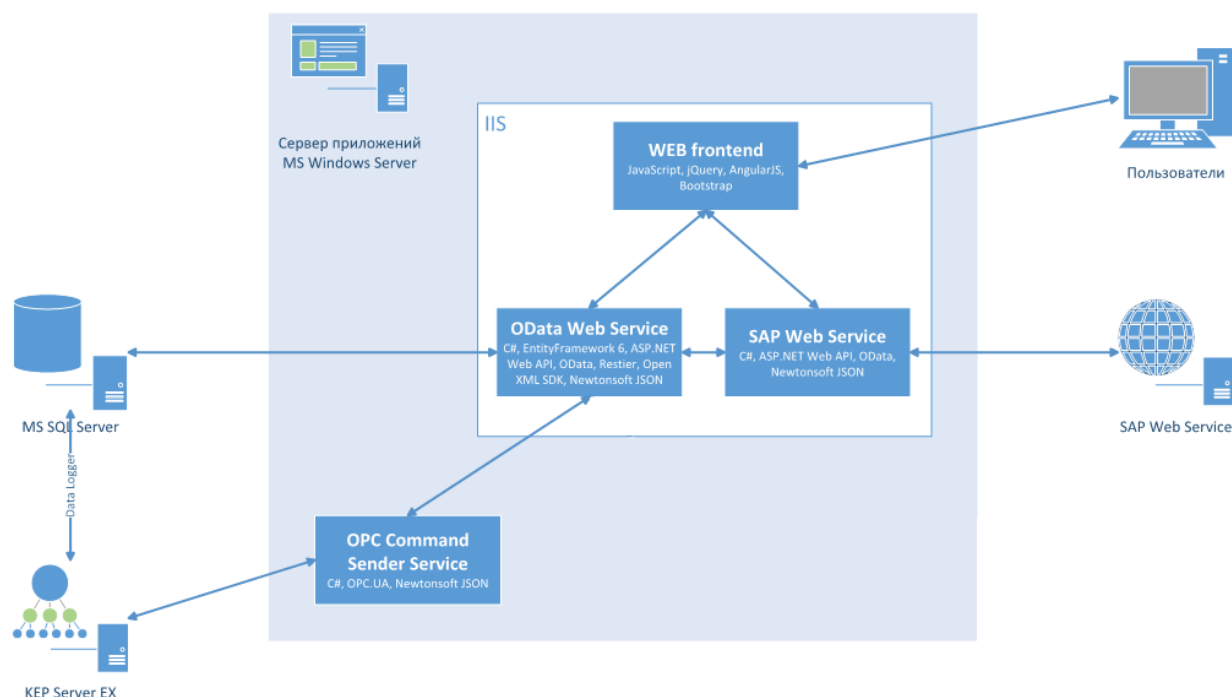 Сервер приложений
MS Windows Server
IIS
WEB frontend
JavaScript, jQuery, AngularJS,
Bootstrap
Пользователи
OData Web Service
C#, EntityFramework 6, ASP.NET
Web API, OData, Restier, Open
XML SDK, Newtonsoft JSON
SAP Web Service
C#, ASP.NET Web API, OData,
Newtonsoft JSON
MS SQL Server
SAP Web Service
Data Logger
OPC Command
Sender Service
C#, OPC.UA, Newtonsoft JSON
KEP Server EX